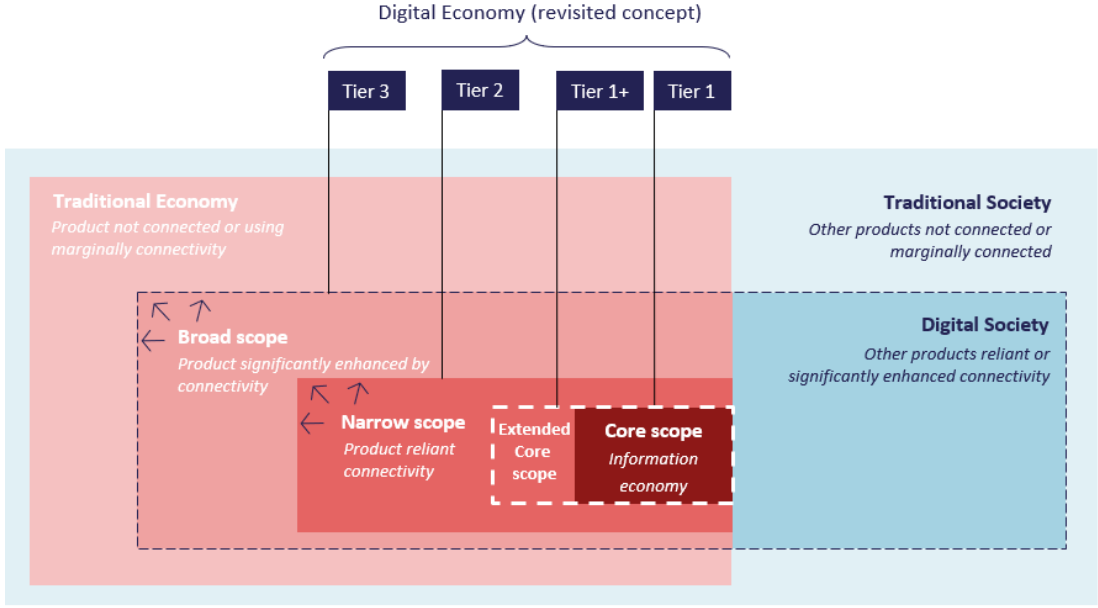 Digital Economy (revisited concept)
Tier 3
Tier 2
Tier 1+
Tier 1
Traditional Economy
Product not connected or using
marginally connectivity
Traditional Society
Other products not connected or
marginally connected
Broad scope
Product significantly enhanced by
connectivity
Digital Society
Other products reliant or
significantly enhanced connectivity
Narrow scope
Product reliant
connectivity
Extended
Core
scope
Core scope
Information
economy